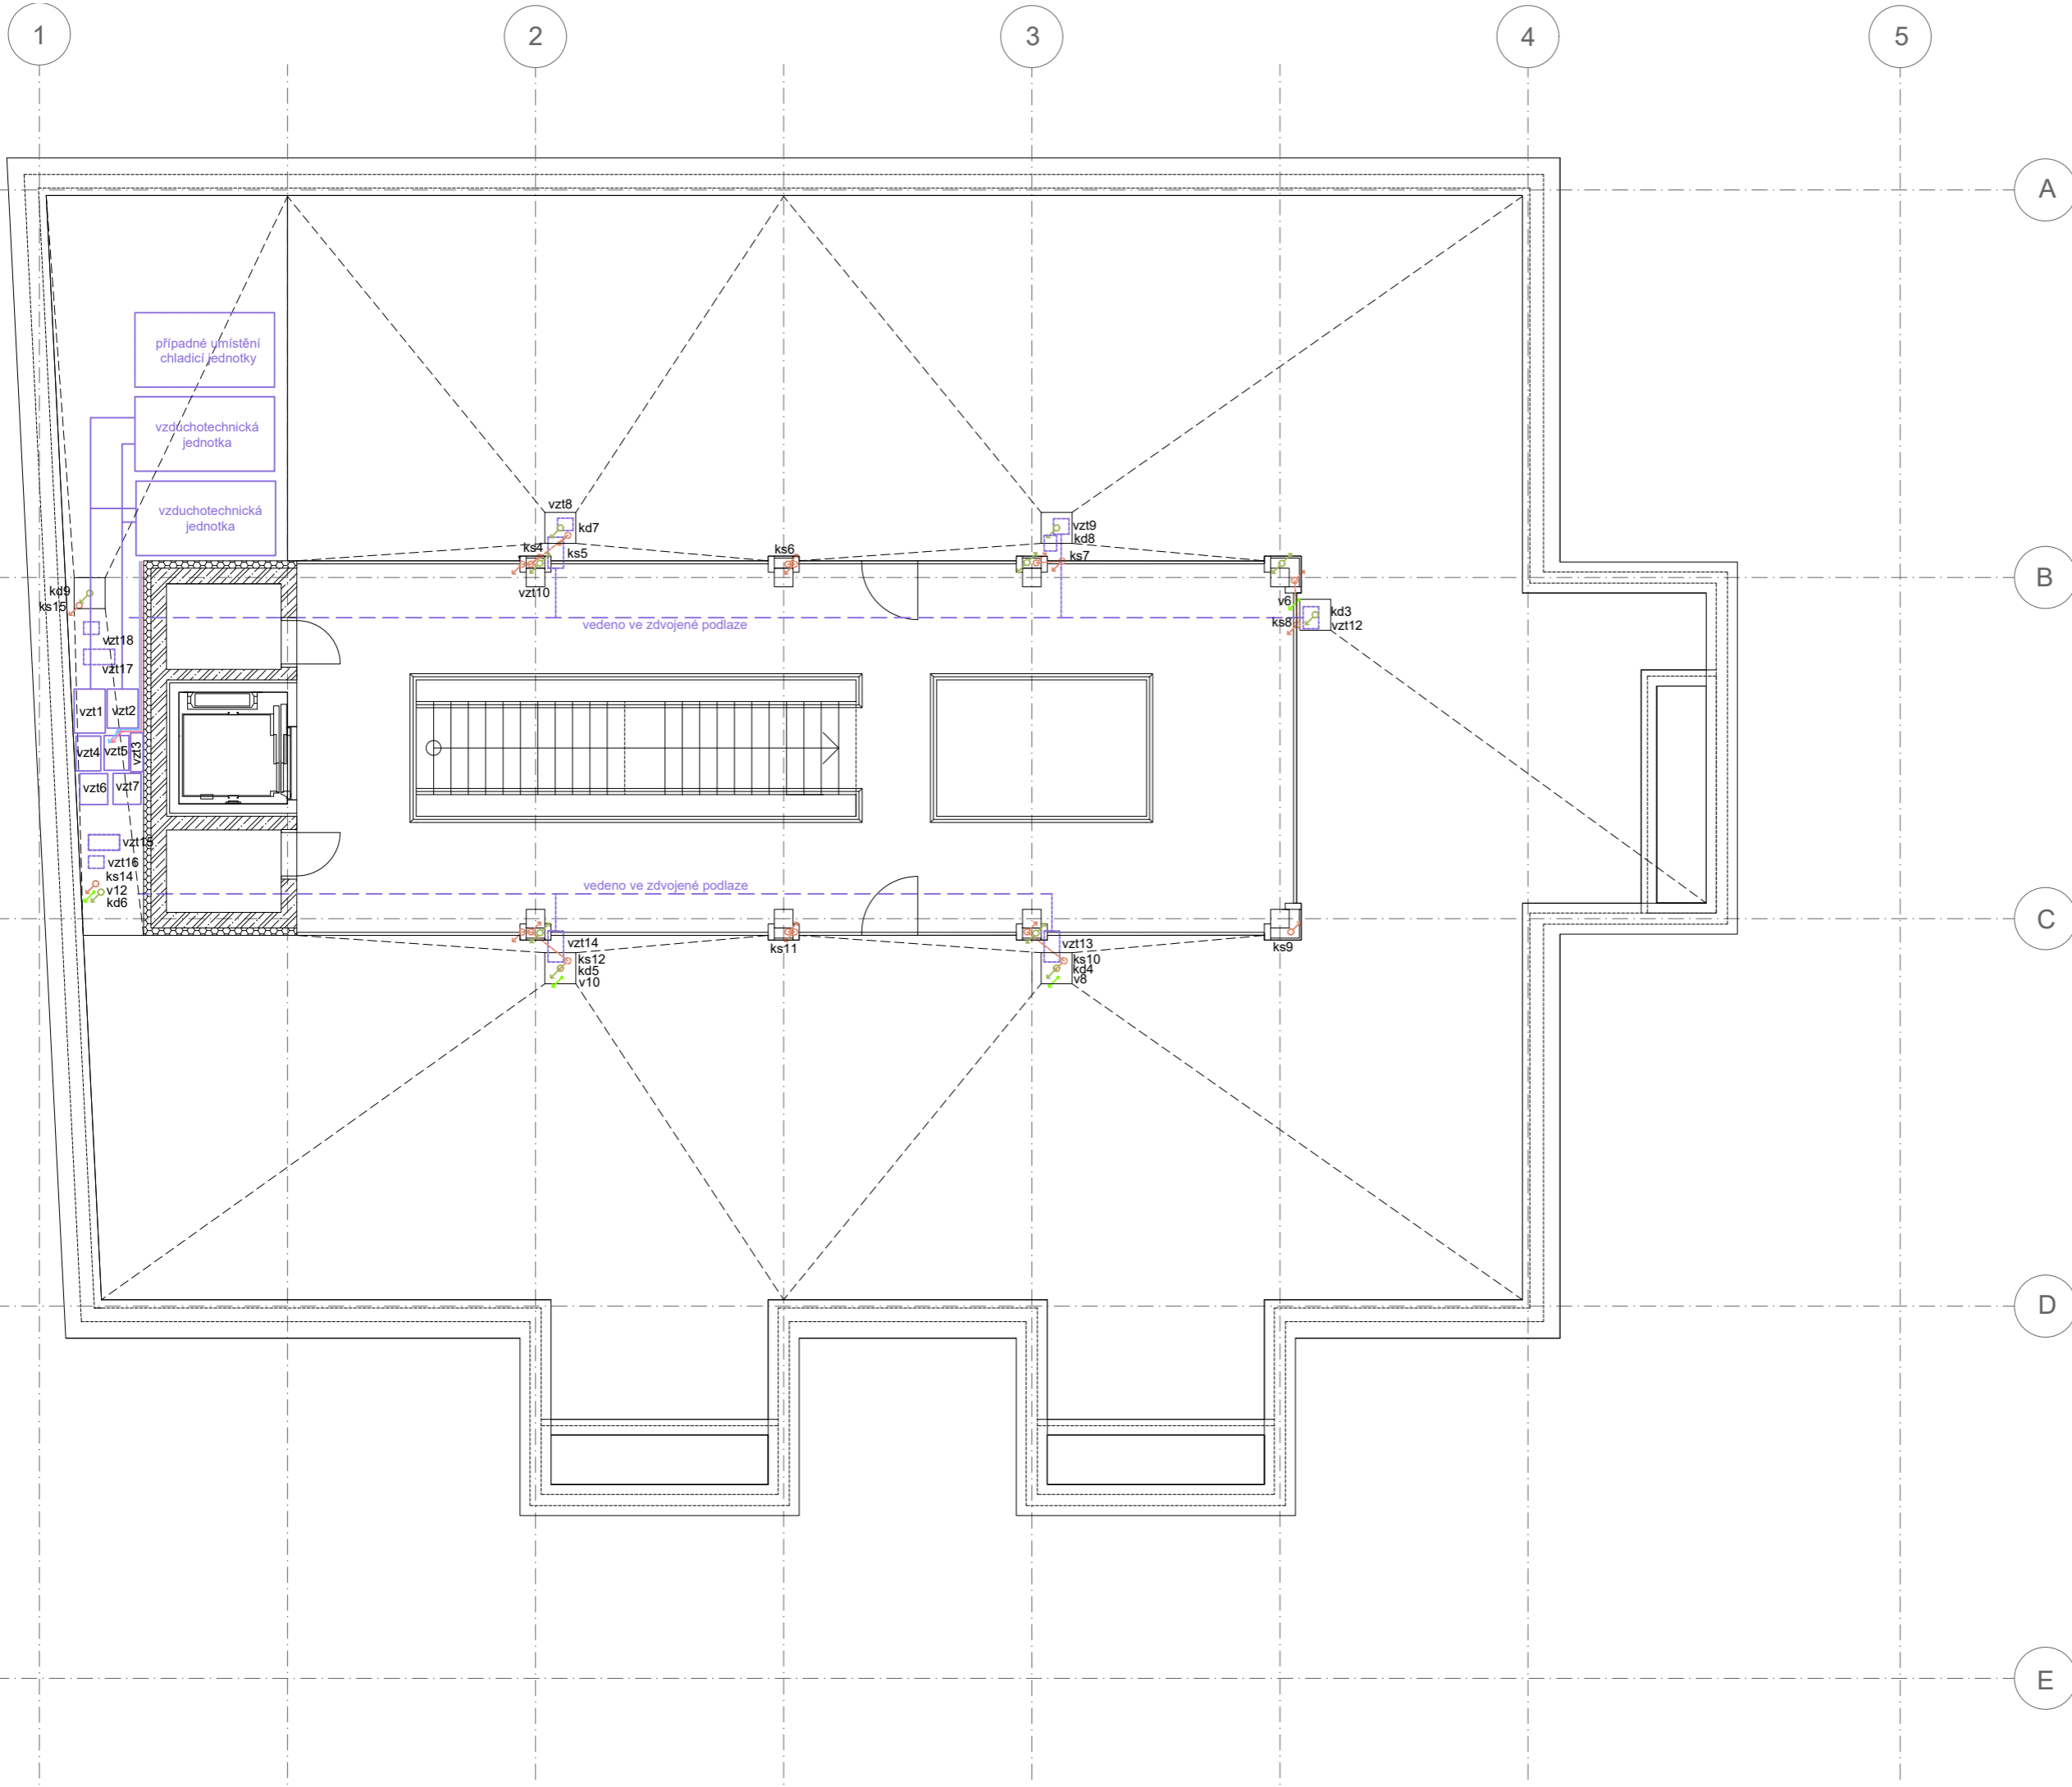 1
2
3
4
5
A
případné umístění
chladicí jednotky
vzduchotechnická
jednotka
vzduchotechnická
jednotka
vzt8
kd7
ks4
ks5
vzt10
ks6
vzt9
kd8
ks7
B
kd9
ks15
v6
ks8
kd3
vzt12
vedeno ve zdvojené podlaze
vzt18
vzt17
vzt1
vzt2
vzt4
vzt5
vzt3
vzt6
vzt7
vzt15
vzt16
ks14
v12
kd6
vedeno ve zdvojené podlaze
C
vzt14
ks12
kd5
v10
ks11
vzt13
ks10
kd4
v8
ks9
D
E